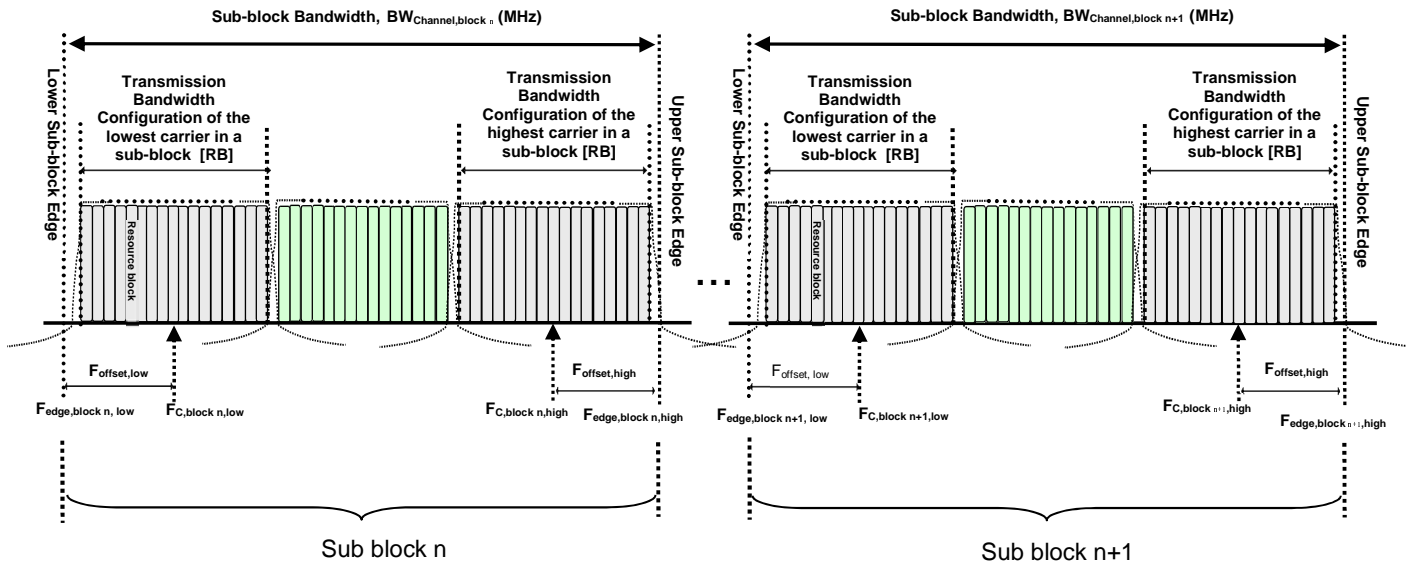 Sub-block Bandwidth, BWChannel,block n (MHz)
Sub-block Bandwidth, BWChannel,block n+1 (MHz)
Lower Sub-block Edge
Transmission
Bandwidth
Configuration of the
lowest carrier in a
sub-block [RB]
Transmission
Bandwidth
Configuration of the
highest carrier in a
sub-block [RB]
Upper Sub-block Edge
Lower Sub-block Edge
Transmission
Bandwidth
Configuration of the
lowest carrier in a
sub-block [RB]
Transmission
Bandwidth
Configuration of the
highest carrier in a
sub-block [RB]
Upper Sub-block Edge
Resource block
...
Resource block
Foffset,low
Foffset,high
Foffset, low
Foffset,high
Fedge,block n, low
FC,block n,low
FC,block n,high
Fedge,block n,high
Fedge,block n+1, low
FC,block n+1,low
FC,block n+1,high
Fedge,block n+1,high
Sub block n
Sub block n+1